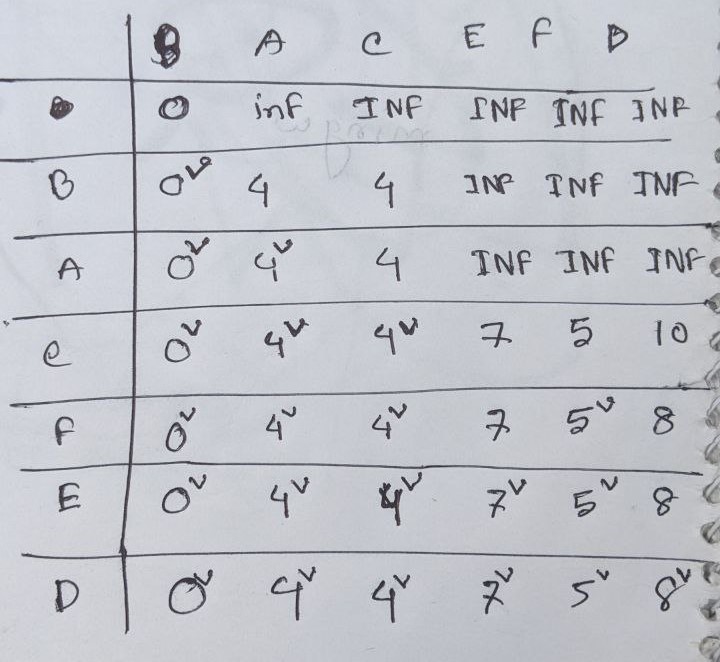 B A C E F D
0 inf INF INF INF INF
B 0✓ 4 4 INF INF INF
A 0✓ 4✓ 4 INF INF INF
C 0✓ 4✓ 4✓ 7 5 10
F 0✓ 4✓ 4✓ 7 5✓ 8
E 0✓ 4✓ 4✓ 7✓ 5✓ 8
D 0✓ 4✓ 4✓ 7✓ 5✓ 8✓